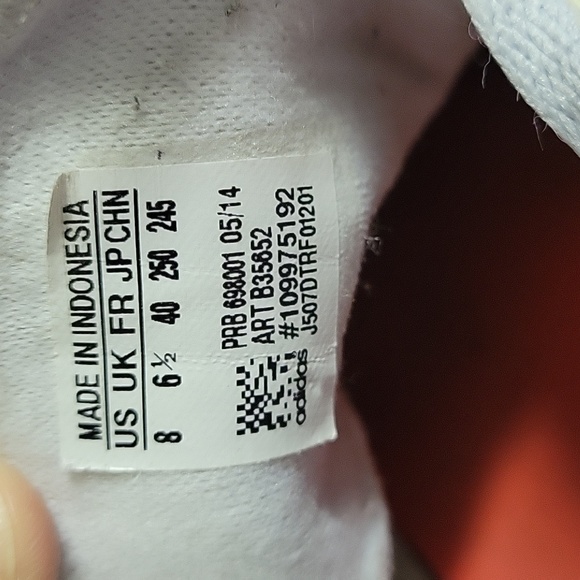 MADE IN INDONESIA
US UK FR JP CHN
8 6½ 40 250 245
PRB 698001 05/14
ART B35652
#109975192
adidas J507DTRF01201